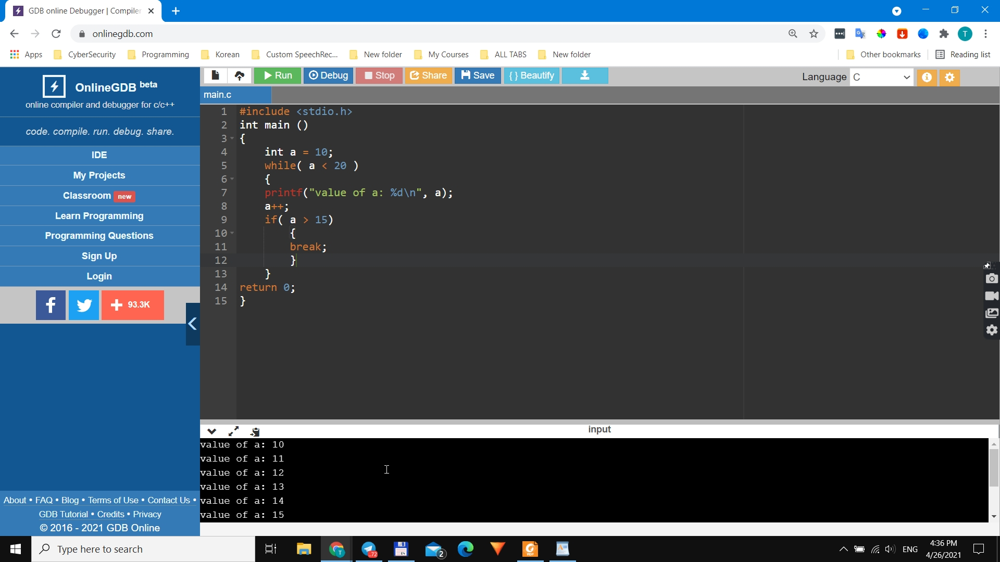 GDB online Debugger | Compiler
onlinegdb.com
Apps CyberSecurity Programming Korean Custom SpeechRec... New folder My Courses ALL TABS New folder Other bookmarks Reading list
OnlineGDB beta
online compiler and debugger for c/c++
code. compile. run. debug. share.
IDE
My Projects
Classroom new
Learn Programming
Programming Questions
Sign Up
Login
f + 93.3K
About • FAQ • Blog • Terms of Use • Contact Us •
GDB Tutorial • Credits • Privacy
© 2016 - 2021 GDB Online
Run Debug Stop Share Save { } Beautify Language C
main.c
1 #include <stdio.h>
2 int main ()
3 {
4 int a = 10;
5 while( a < 20 )
6 {
7 printf("value of a: %d\n", a);
8 a++;
9 if( a > 15)
10 {
11 break;
12 }
13 }
14 return 0;
15 }
input
value of a: 10
value of a: 11
value of a: 12
value of a: 13
value of a: 14
value of a: 15
Type here to search
72
2
PDF
ENG
4:36 PM
4/26/2021
T